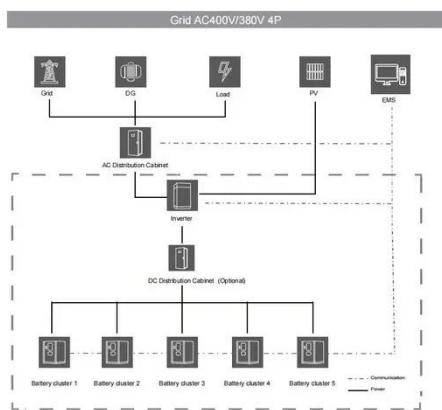 Grid AC400V/380V 4P
Grid
DG
Load
PV
EMS
AC Distribution Cabinet
Inverter
DC Distribution Cabinet (Optional)
Battery cluster 1
Battery cluster 2
Battery cluster 3
Battery cluster 4
Battery cluster 5
Communication
Power